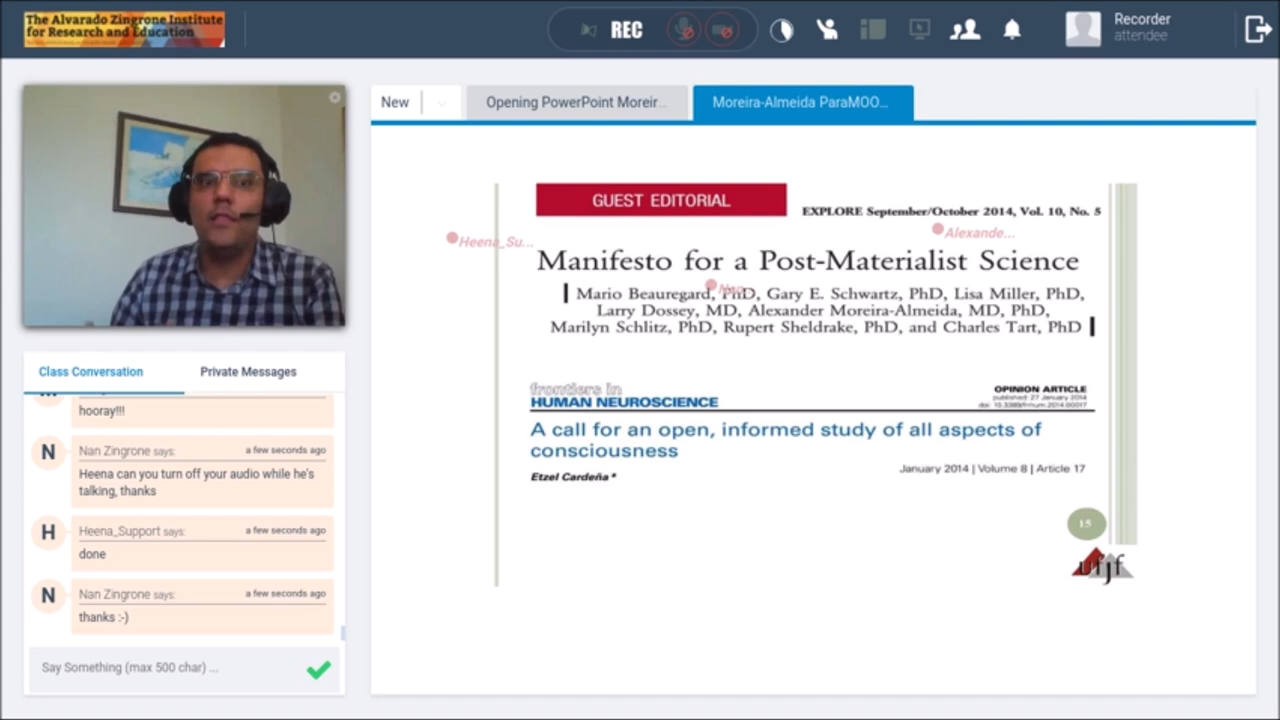 The Alvarado Zingrone Institute
for Research and Education
REC
Recorder
attendee
New
Opening PowerPoint Moreir...
Moreira-Almeida ParaMOO...
Class Conversation
Private Messages
hooray!!!
N
Nan Zingrone says:
a few seconds ago
Heena can you turn off your audio while he's
talking, thanks
H
Heena_Support says:
a few seconds ago
done
N
Nan Zingrone says:
a few seconds ago
thanks :-)
Say Something (max 500 char) ...
GUEST EDITORIAL
EXPLORE September/October 2014, Vol. 10, No. 5
Heena_Su...
Alexande...
Manifesto for a Post-Materialist Science
Mario Beauregard, PhD, Gary E. Schwartz, PhD, Lisa Miller, PhD,
Larry Dossey, MD, Alexander Moreira-Almeida, MD, PhD,
Marilyn Schlitz, PhD, Rupert Sheldrake, PhD, and Charles Tart, PhD
frontiers in
HUMAN NEUROSCIENCE
OPINION ARTICLE
published: 27 January 2014
doi: 10.3389/fnhum.2014.00017
A call for an open, informed study of all aspects of
consciousness
Etzel Cardeña*
January 2014 | Volume 8 | Article 17
15
ufjf